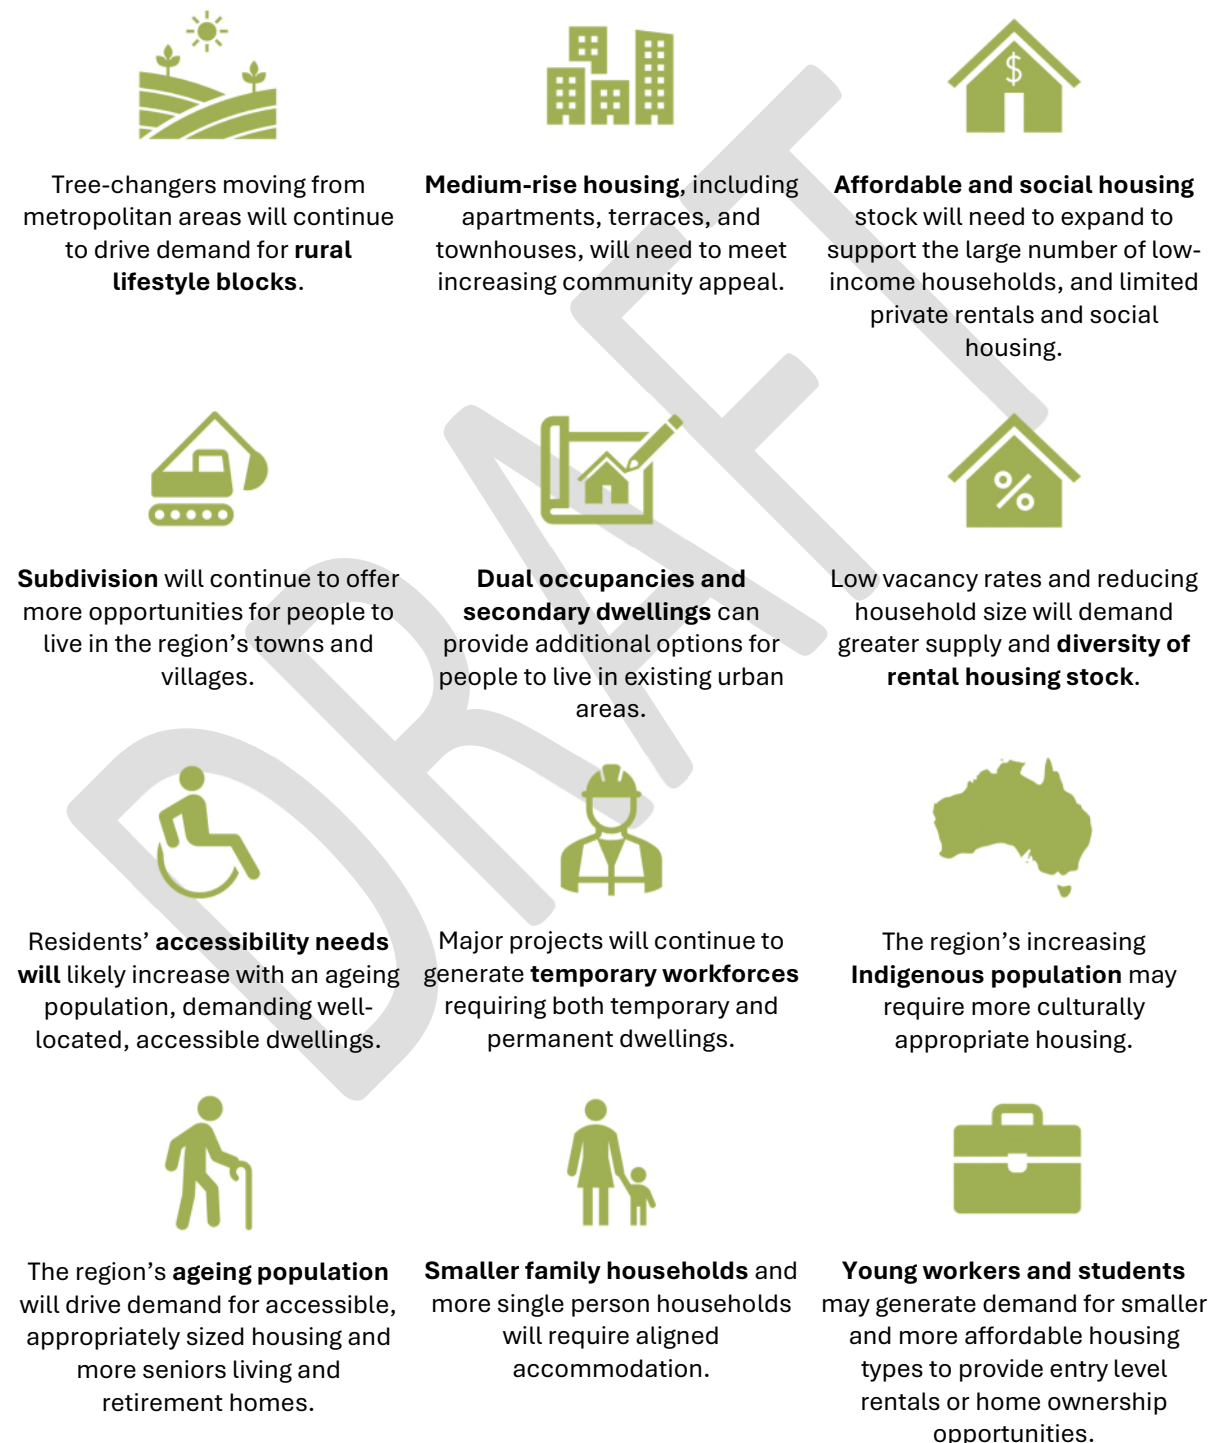 $
Tree-changers moving from
metropolitan areas will continue
to drive demand for rural
lifestyle blocks.
Medium-rise housing, including
apartments, terraces, and
townhouses, will need to meet
increasing community appeal.
Affordable and social housing
stock will need to expand to
support the large number of low-
income households, and limited
private rentals and social
housing.
%
Subdivision will continue to offer
more opportunities for people to
live in the region’s towns and
villages.
Dual occupancies and
secondary dwellings can
provide additional options for
people to live in existing urban
areas.
Low vacancy rates and reducing
household size will demand
greater supply and diversity of
rental housing stock.
Residents’ accessibility needs
will likely increase with an ageing
population, demanding well-
located, accessible dwellings.
Major projects will continue to
generate temporary workforces
requiring both temporary and
permanent dwellings.
The region’s increasing
Indigenous population may
require more culturally
appropriate housing.
The region’s ageing population
will drive demand for accessible,
appropriately sized housing and
more seniors living and
retirement homes.
Smaller family households and
more single person households
will require aligned
accommodation.
Young workers and students
may generate demand for smaller
and more affordable housing
types to provide entry level
rentals or home ownership
opportunities.
DRAFT